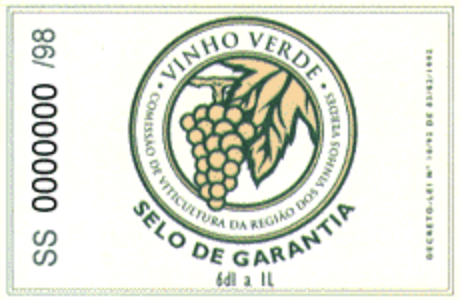 SS 0000000 /98
• VINHO VERDE •
COMISSÃO DE VITICULTURA DA REGIÃO DOS VINHOS VERDES
SELO DE GARANTIA
6dl a 1L
DECRETO-LEI Nº